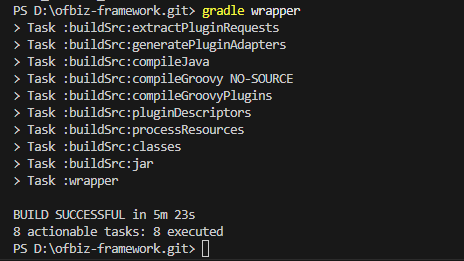 PS D:\ofbiz-framework.git> gradle wrapper
> Task :buildSrc:extractPluginRequests
> Task :buildSrc:generatePluginAdapters
> Task :buildSrc:compileJava
> Task :buildSrc:compileGroovy NO-SOURCE
> Task :buildSrc:compileGroovyPlugins
> Task :buildSrc:pluginDescriptors
> Task :buildSrc:processResources
> Task :buildSrc:classes
> Task :buildSrc:jar
> Task :wrapper
BUILD SUCCESSFUL in 5m 23s
8 actionable tasks: 8 executed
PS D:\ofbiz-framework.git>